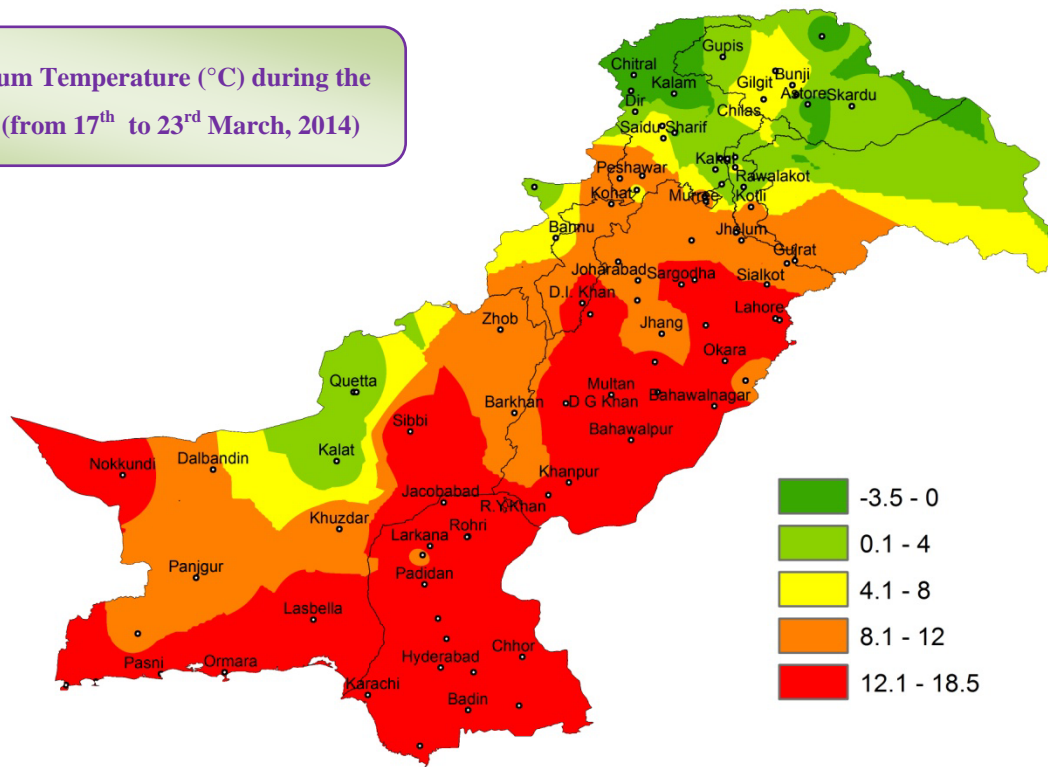 um Temperature (°C) during the
(from 17th to 23rd March, 2014)
Gupis
Chitral
Kalam
Gilgit
Bunji
Astore
Skardu
Chilas
Dir
Saidu Sharif
Peshawar
Rawalakot
Kohat
Murree
Kotli
Bannu
Jhelum
Gujrat
Joharabad
Sargodha
Sialkot
D.I. Khan
Lahore
Zhob
Jhang
Okara
Quetta
Multan
D G Khan
Bahawalnagar
Barkhan
Sibbi
Bahawalpur
Kalat
Nokkundi
Dalbandin
Khanpur
Jacobabad
R.Y.Khan
Khuzdar
Rohri
Larkana
Panjgur
Padidan
Lasbella
Chhor
Pasni
Ormara
Hyderabad
Karachi
Badin
-3.5 - 0
0.1 - 4
4.1 - 8
8.1 - 12
12.1 - 18.5